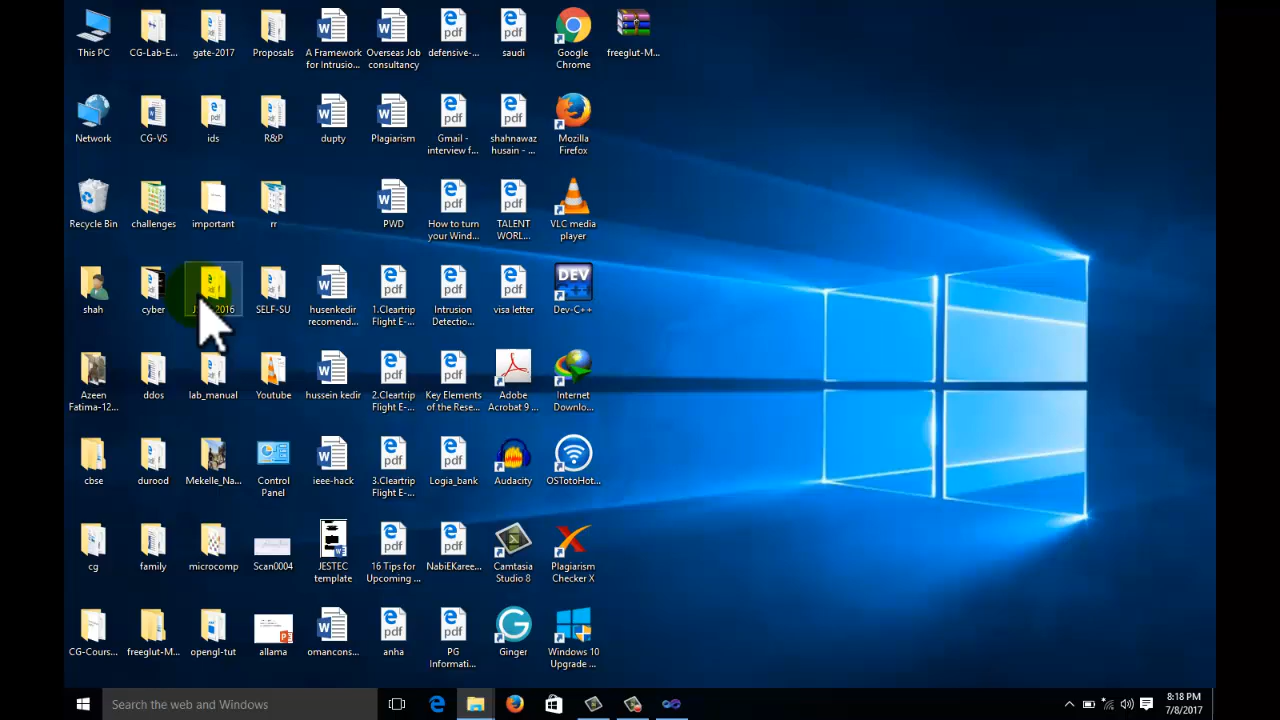 This PC
CG-Lab-E...
gate-2017
Proposals
A Framework
for Intrusio...
Overseas Job
consultancy
defensive-...
saudi
Google
Chrome
freeglut-M...
Network
CG-VS
ids
R&P
dupty
Plagiarism
Gmail -
interview f...
shahnawaz
husain - ...
Mozilla
Firefox
Recycle Bin
challenges
important
rr
PWD
How to turn
your Wind...
TALENT
WORL...
VLC media
player
shah
cyber
2016
SELF-SU
husenkedir
recomend...
1.Cleartrip
Flight E-...
Intrusion
Detectio...
visa letter
DEV
C++
Dev-C++
Azeen
Fatima-12...
ddos
lab_manual
Youtube
hussein kedir
2.Cleartrip
Flight E-...
Key Elements
of the Rese...
Adobe
Acrobat 9 ...
Internet
Downlo...
cbse
durood
Mekelle_Na...
Control
Panel
ieee-hack
3.Cleartrip
Flight E-...
Logia_bank
Audacity
OSTotoHot...
cg
family
microcomp
Scan0004
JESTEC
template
16 Tips for
Upcoming ...
NabiEKaree...
Camtasia
Studio 8
Plagiarism
Checker X
CG-Cours...
freeglut-M...
opengl-tut
allama
omancons...
anha
PG
Informati...
Ginger
Windows 10
Upgrade ...
Search the web and Windows
8:18 PM
7/8/2017